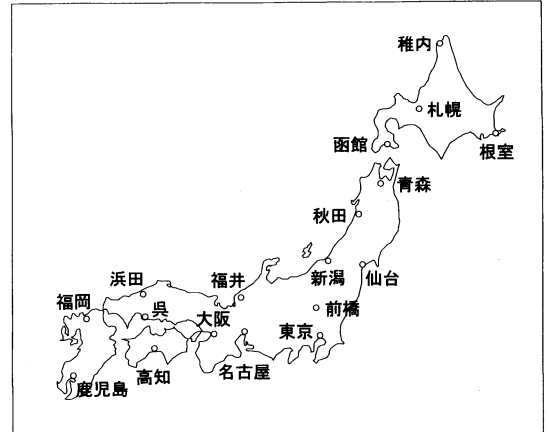 稚内
札幌
函館
根室
青森
秋田
新潟
仙台
浜田
福井
福岡
呉
大阪
前橋
東京
名古屋
高知
鹿児島